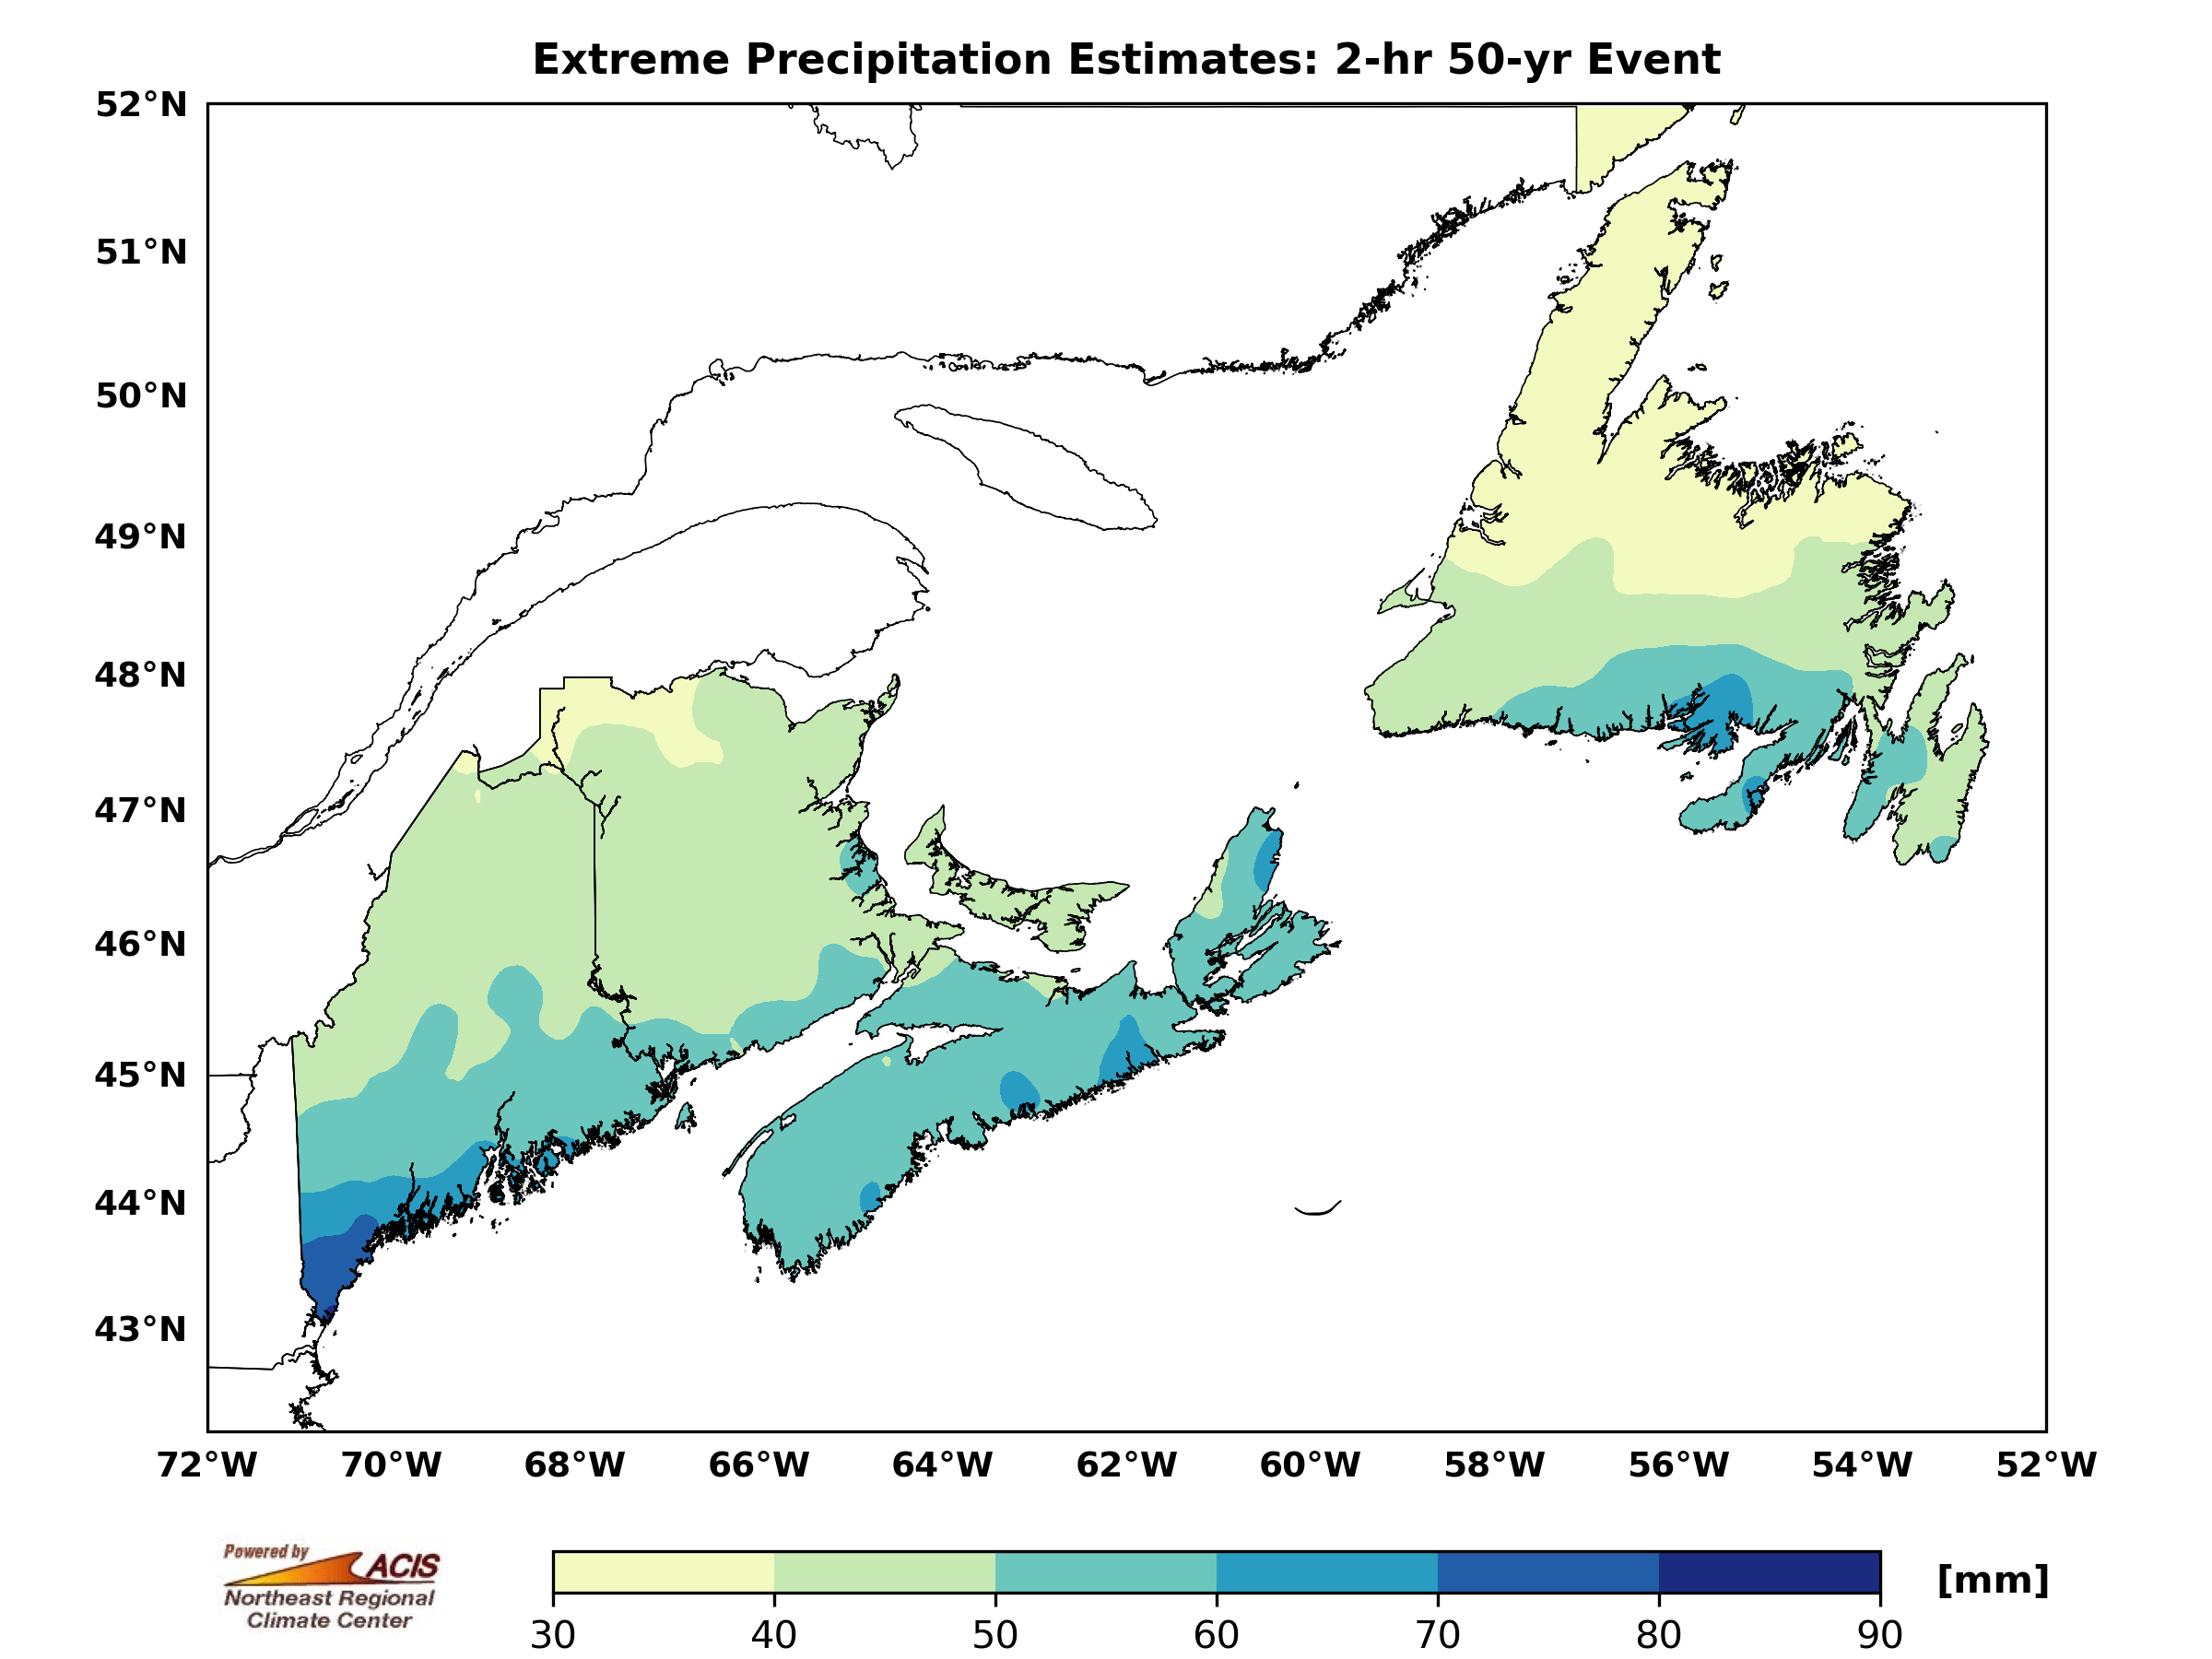 Extreme Precipitation Estimates: 2-hr 50-yr Event
52°N
51°N
50°N
49°N
48°N
47°N
46°N
45°N
44°N
43°N
72°W 70°W 68°W 66°W 64°W 62°W 60°W 58°W 56°W 54°W 52°W
Powered by
ACIS
Northeast Regional
Climate Center
[mm]
30 40 50 60 70 80 90